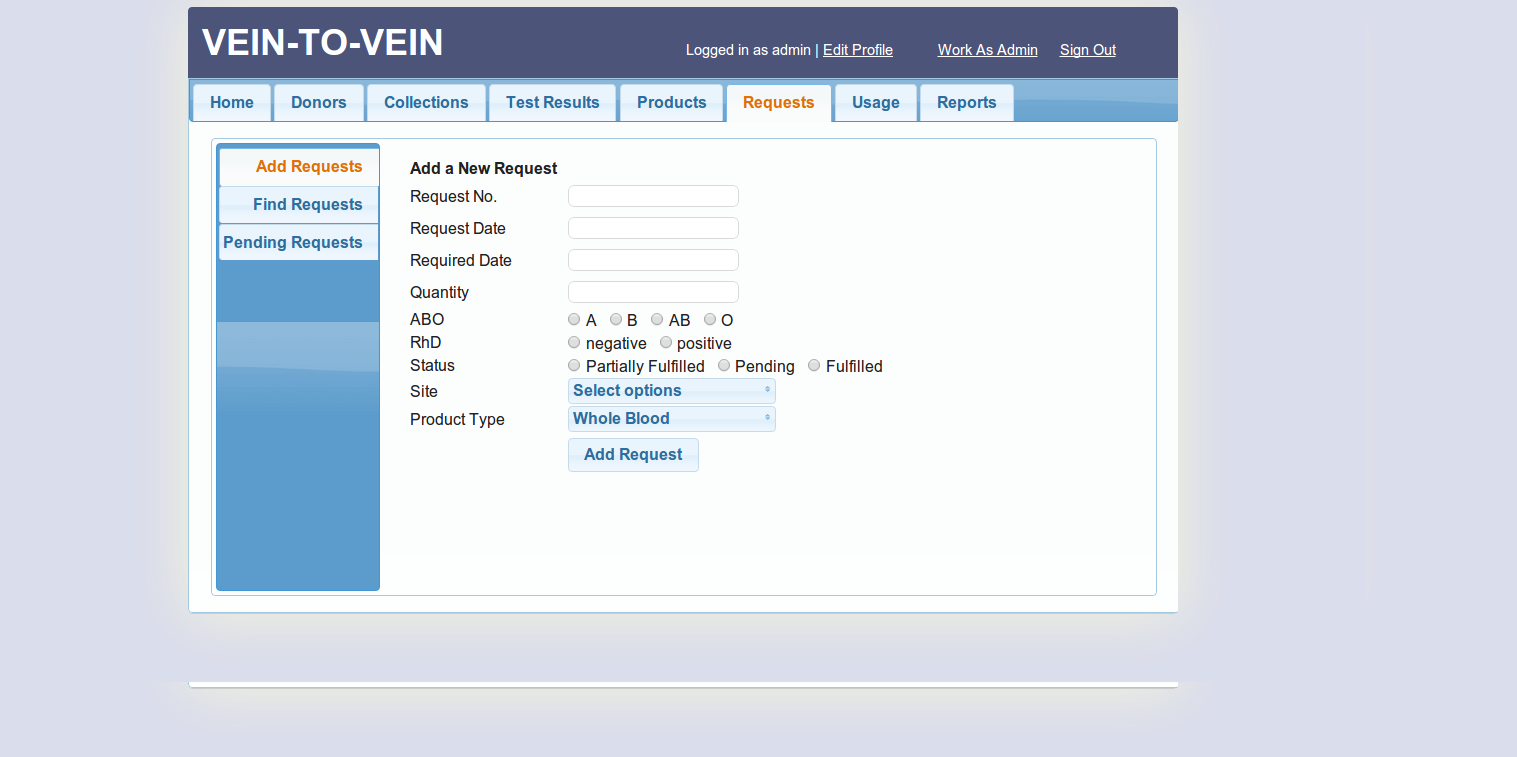 VEIN-TO-VEIN
Logged in as admin | Edit Profile Work As Admin Sign Out
Home Donors Collections Test Results Products Requests Usage Reports
Add Requests
Find Requests
Pending Requests
Add a New Request
Request No.
Request Date
Required Date
Quantity
ABO A B AB O
RhD negative positive
Status Partially Fulfilled Pending Fulfilled
Site Select options
Product Type Whole Blood
Add Request